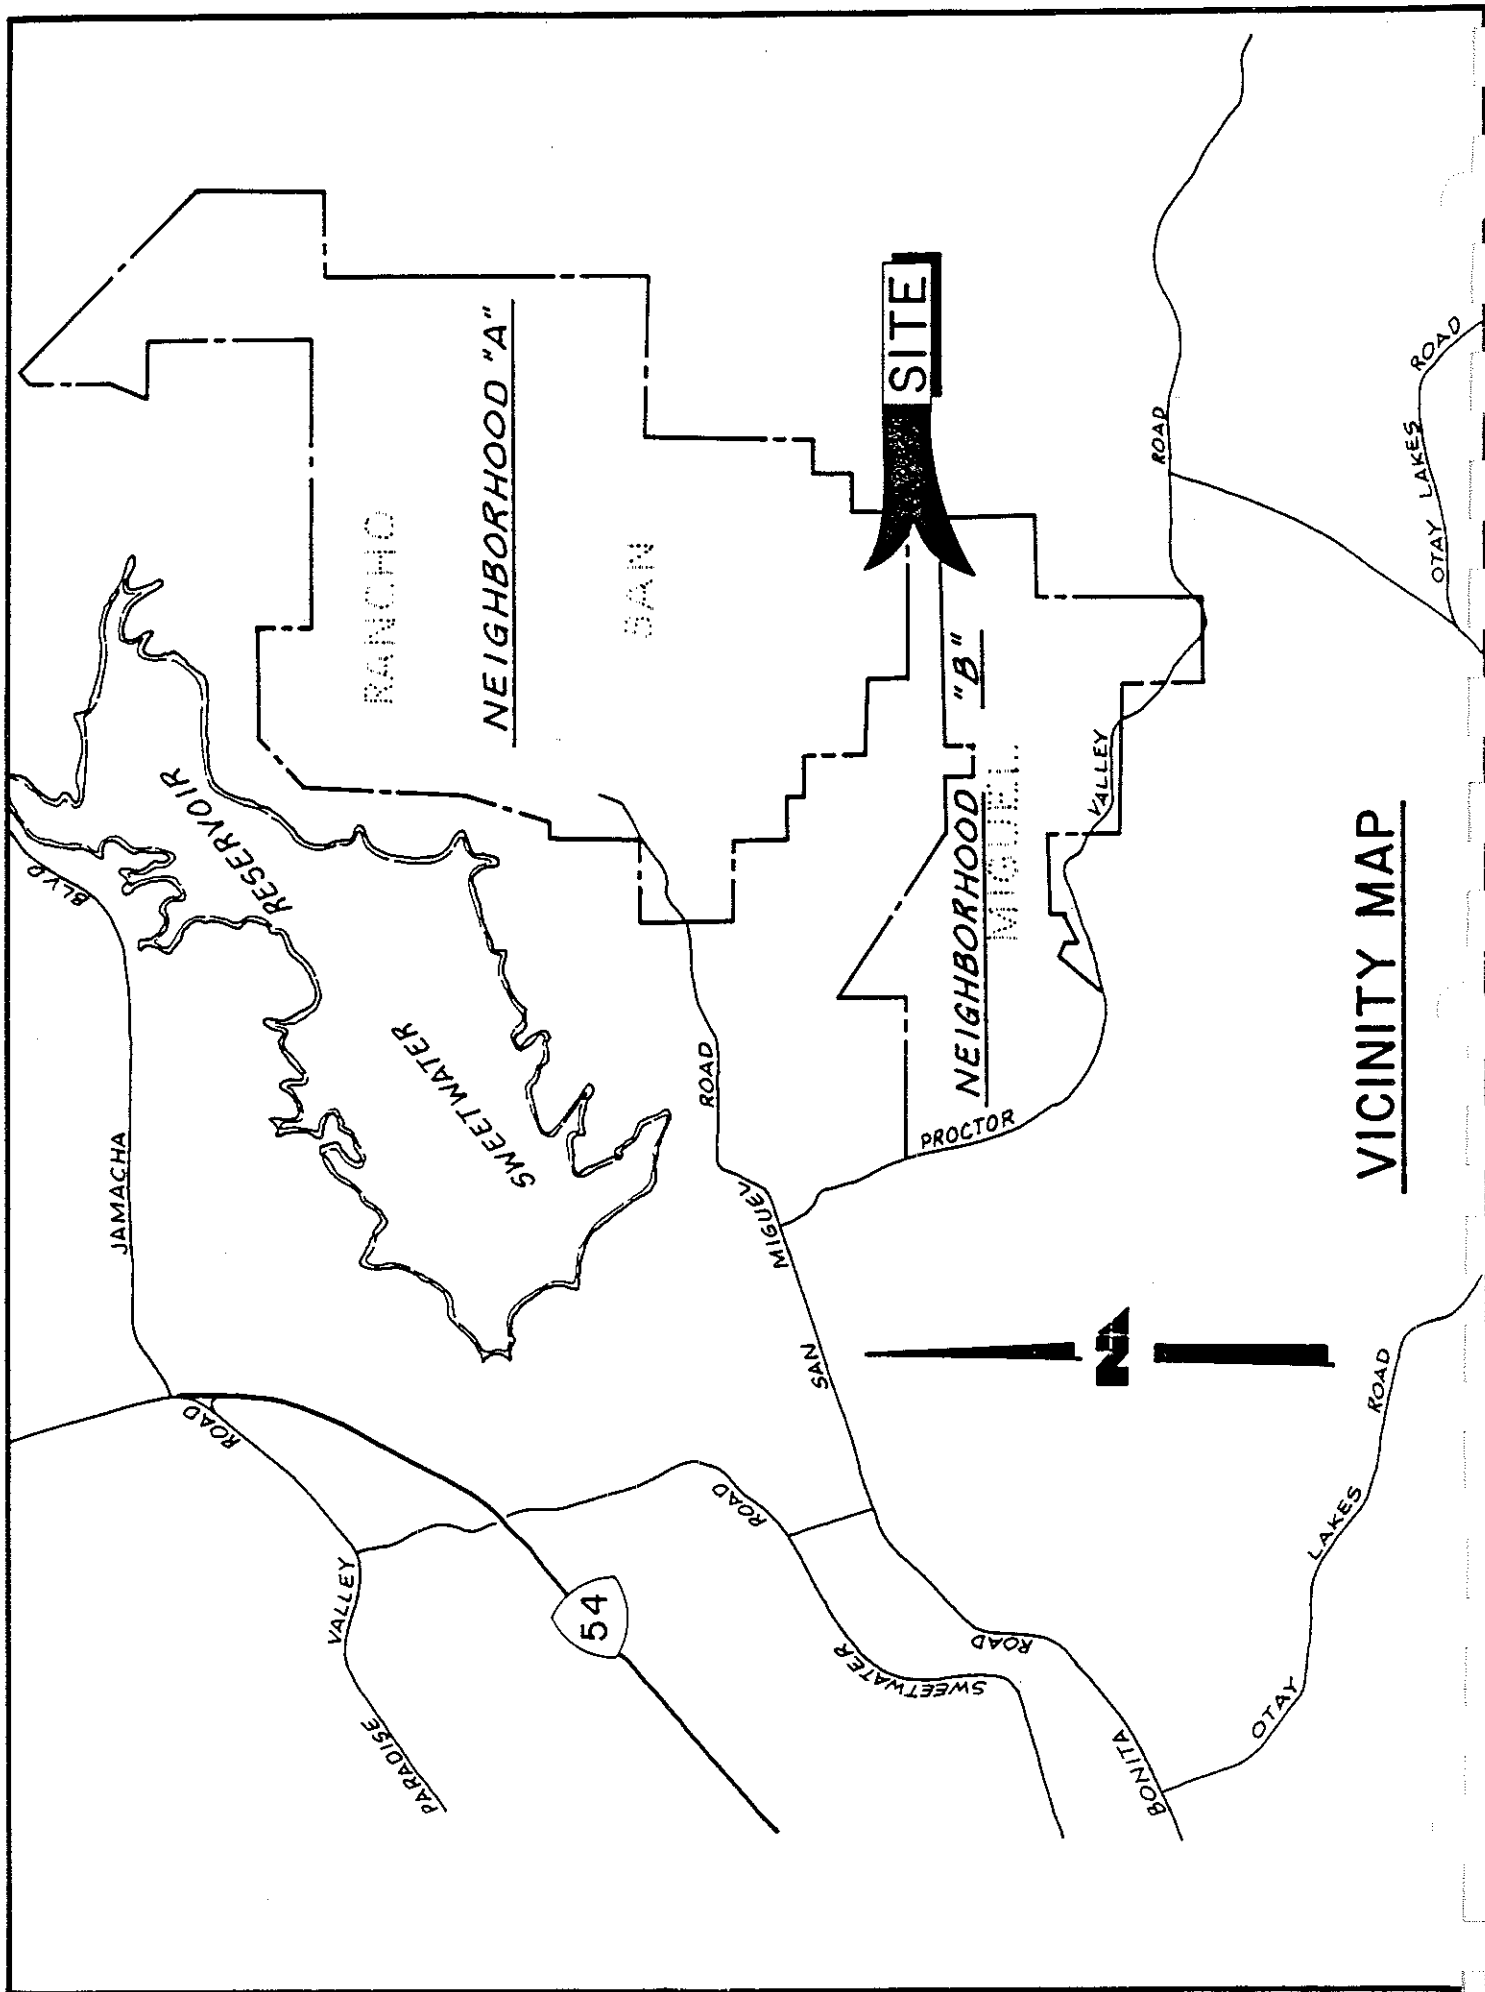 JAMACHA
BLVD
RESERVOIR
SWEETWATER
RANCHO
NEIGHBORHOOD "A"
SAN
SITE
NEIGHBORHOOD "B"
MIGUEL
ROAD
VALLEY
PARADISE
54
ROAD
MIGUEL
SAN
PROCTOR
VALLEY
ROAD
ROAD
SWEETWATER
ROAD
BONITA
N
OTAY
LAKES
ROAD
OTAY LAKES
ROAD
VICINITY MAP